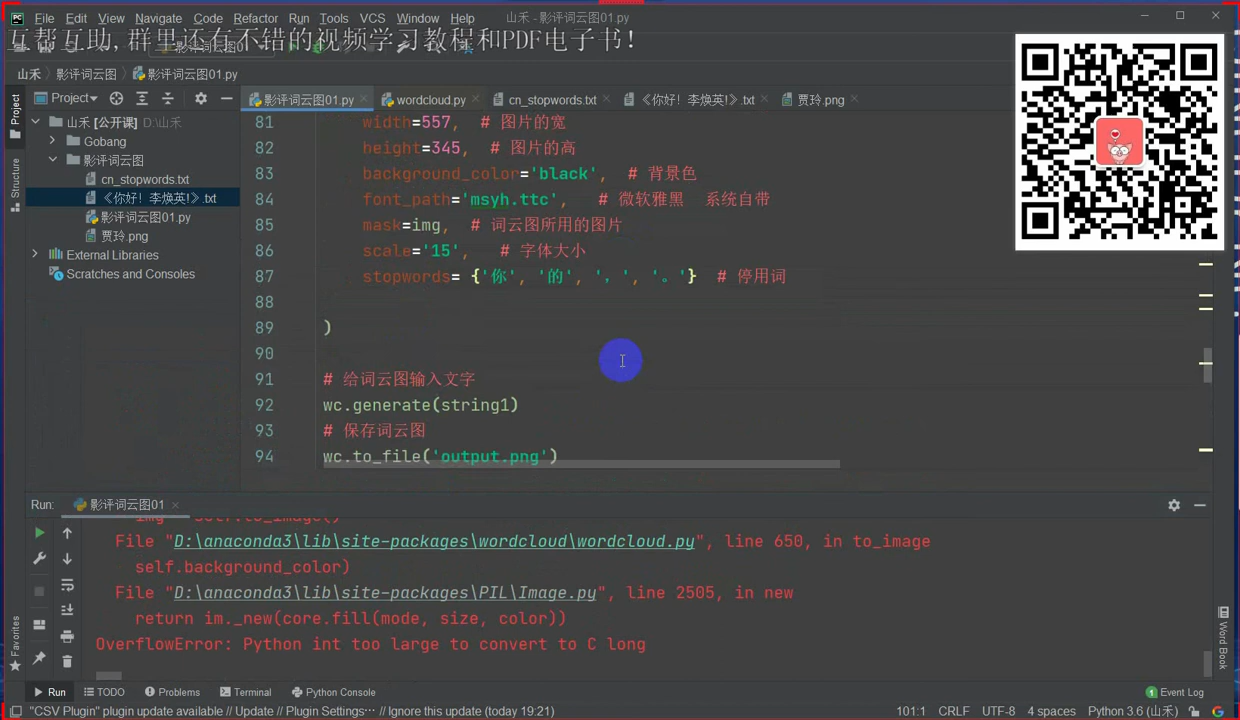 File Edit View Navigate Code Refactor Run Tools VCS Window Help 山禾 - 影评词云图01.py
互帮互助,群里还有不错的视频学习教程和PDF电子书!
山禾 影评词云图 影评词云图01.py
Project 影评词云图01.py wordcloud.py cn_stopwords.txt 《你好！李焕英!》.txt 贾玲.png
山禾 [公开课] D:\山禾
Gobang
影评词云图
cn_stopwords.txt
《你好！李焕英!》.txt
影评词云图01.py
贾玲.png
External Libraries
Scratches and Consoles
Project
Structure
Favorites
81 width=557, # 图片的宽
82 height=345, # 图片的高
83 background_color='black', # 背景色
84 font_path='msyh.ttc', # 微软雅黑 系统自带
85 mask=img, # 词云图所用的图片
86 scale='15', # 字体大小
87 stopwords= {'你', '的', '，', '。'} # 停用词
88
89 )
90
91 # 给词云图输入文字
92 wc.generate(string1)
93 # 保存词云图
94 wc.to_file('output.png')
Run: 影评词云图01
img = self.to_image()
File "D:\anaconda3\lib\site-packages\wordcloud\wordcloud.py", line 650, in to_image
self.background_color)
File "D:\anaconda3\lib\site-packages\PIL\Image.py", line 2505, in new
return im._new(core.fill(mode, size, color))
OverflowError: Python int too large to convert to C long
Word Book
Run TODO Problems Terminal Python Console 1 Event Log
"CSV Plugin" plugin update available // Update // Plugin Settings… // Ignore this update (today 19:21) 101:1 CRLF UTF-8 4 spaces Python 3.6 (山禾)